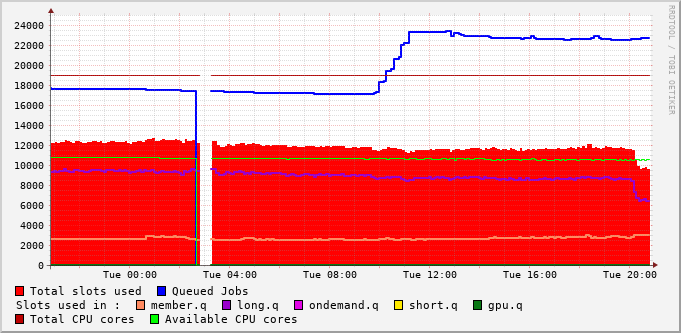 RRDTOOL / TOBI OETIKER
24000
22000
20000
18000
16000
14000
12000
10000
8000
6000
4000
2000
0
Tue 00:00 Tue 04:00 Tue 08:00 Tue 12:00 Tue 16:00 Tue 20:00
Total slots used Queued Jobs
Slots used in : member.q long.q ondemand.q short.q gpu.q
Total CPU cores Available CPU cores